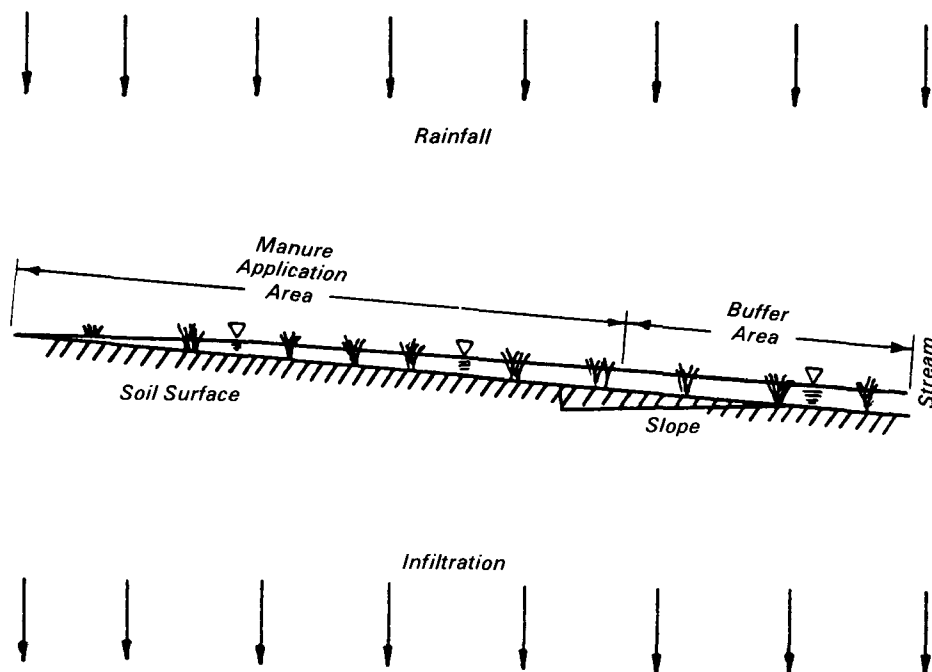 Rainfall
Manure
Application
Area
Buffer
Area
Stream
Soil Surface
Slope
Infiltration